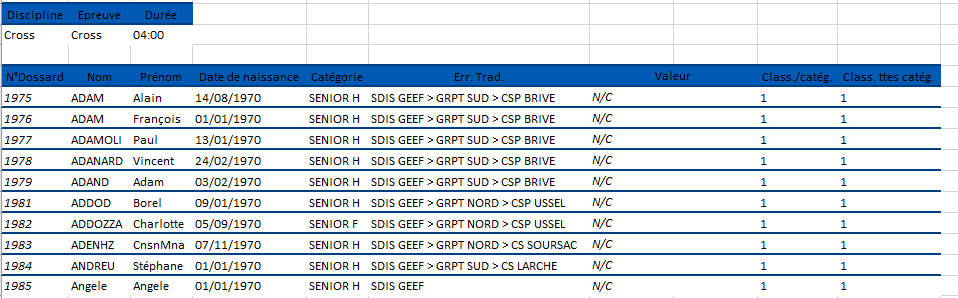 Discipline Epreuve Durée
Cross Cross 04:00
N°Dossard Nom Prénom Date de naissance Catégorie Err. Trad. Valeur Class./catég. Class. ttes catég.
1975 ADAM Alain 14/08/1970 SENIOR H SDIS GEEF > GRPT SUD > CSP BRIVE N/C 1 1
1976 ADAM François 01/01/1970 SENIOR H SDIS GEEF > GRPT SUD > CSP BRIVE N/C 1 1
1977 ADAMOLI Paul 13/01/1970 SENIOR H SDIS GEEF > GRPT SUD > CSP BRIVE N/C 1 1
1978 ADANARD Vincent 24/02/1970 SENIOR H SDIS GEEF > GRPT SUD > CSP BRIVE N/C 1 1
1979 ADAND Adam 03/02/1970 SENIOR H SDIS GEEF > GRPT SUD > CSP BRIVE N/C 1 1
1981 ADDOD Borel 09/01/1970 SENIOR H SDIS GEEF > GRPT NORD > CSP USSEL N/C 1 1
1982 ADDOZZA Charlotte 05/09/1970 SENIOR F SDIS GEEF > GRPT NORD > CSP USSEL N/C 1 1
1983 ADENHZ CnsnMna 07/11/1970 SENIOR H SDIS GEEF > GRPT NORD > CS SOURSAC N/C 1 1
1984 ANDREU Stéphane 01/01/1970 SENIOR H SDIS GEEF > GRPT SUD > CS LARCHE N/C 1 1
1985 Angele Angele 01/01/1970 SENIOR H SDIS GEEF N/C 1 1